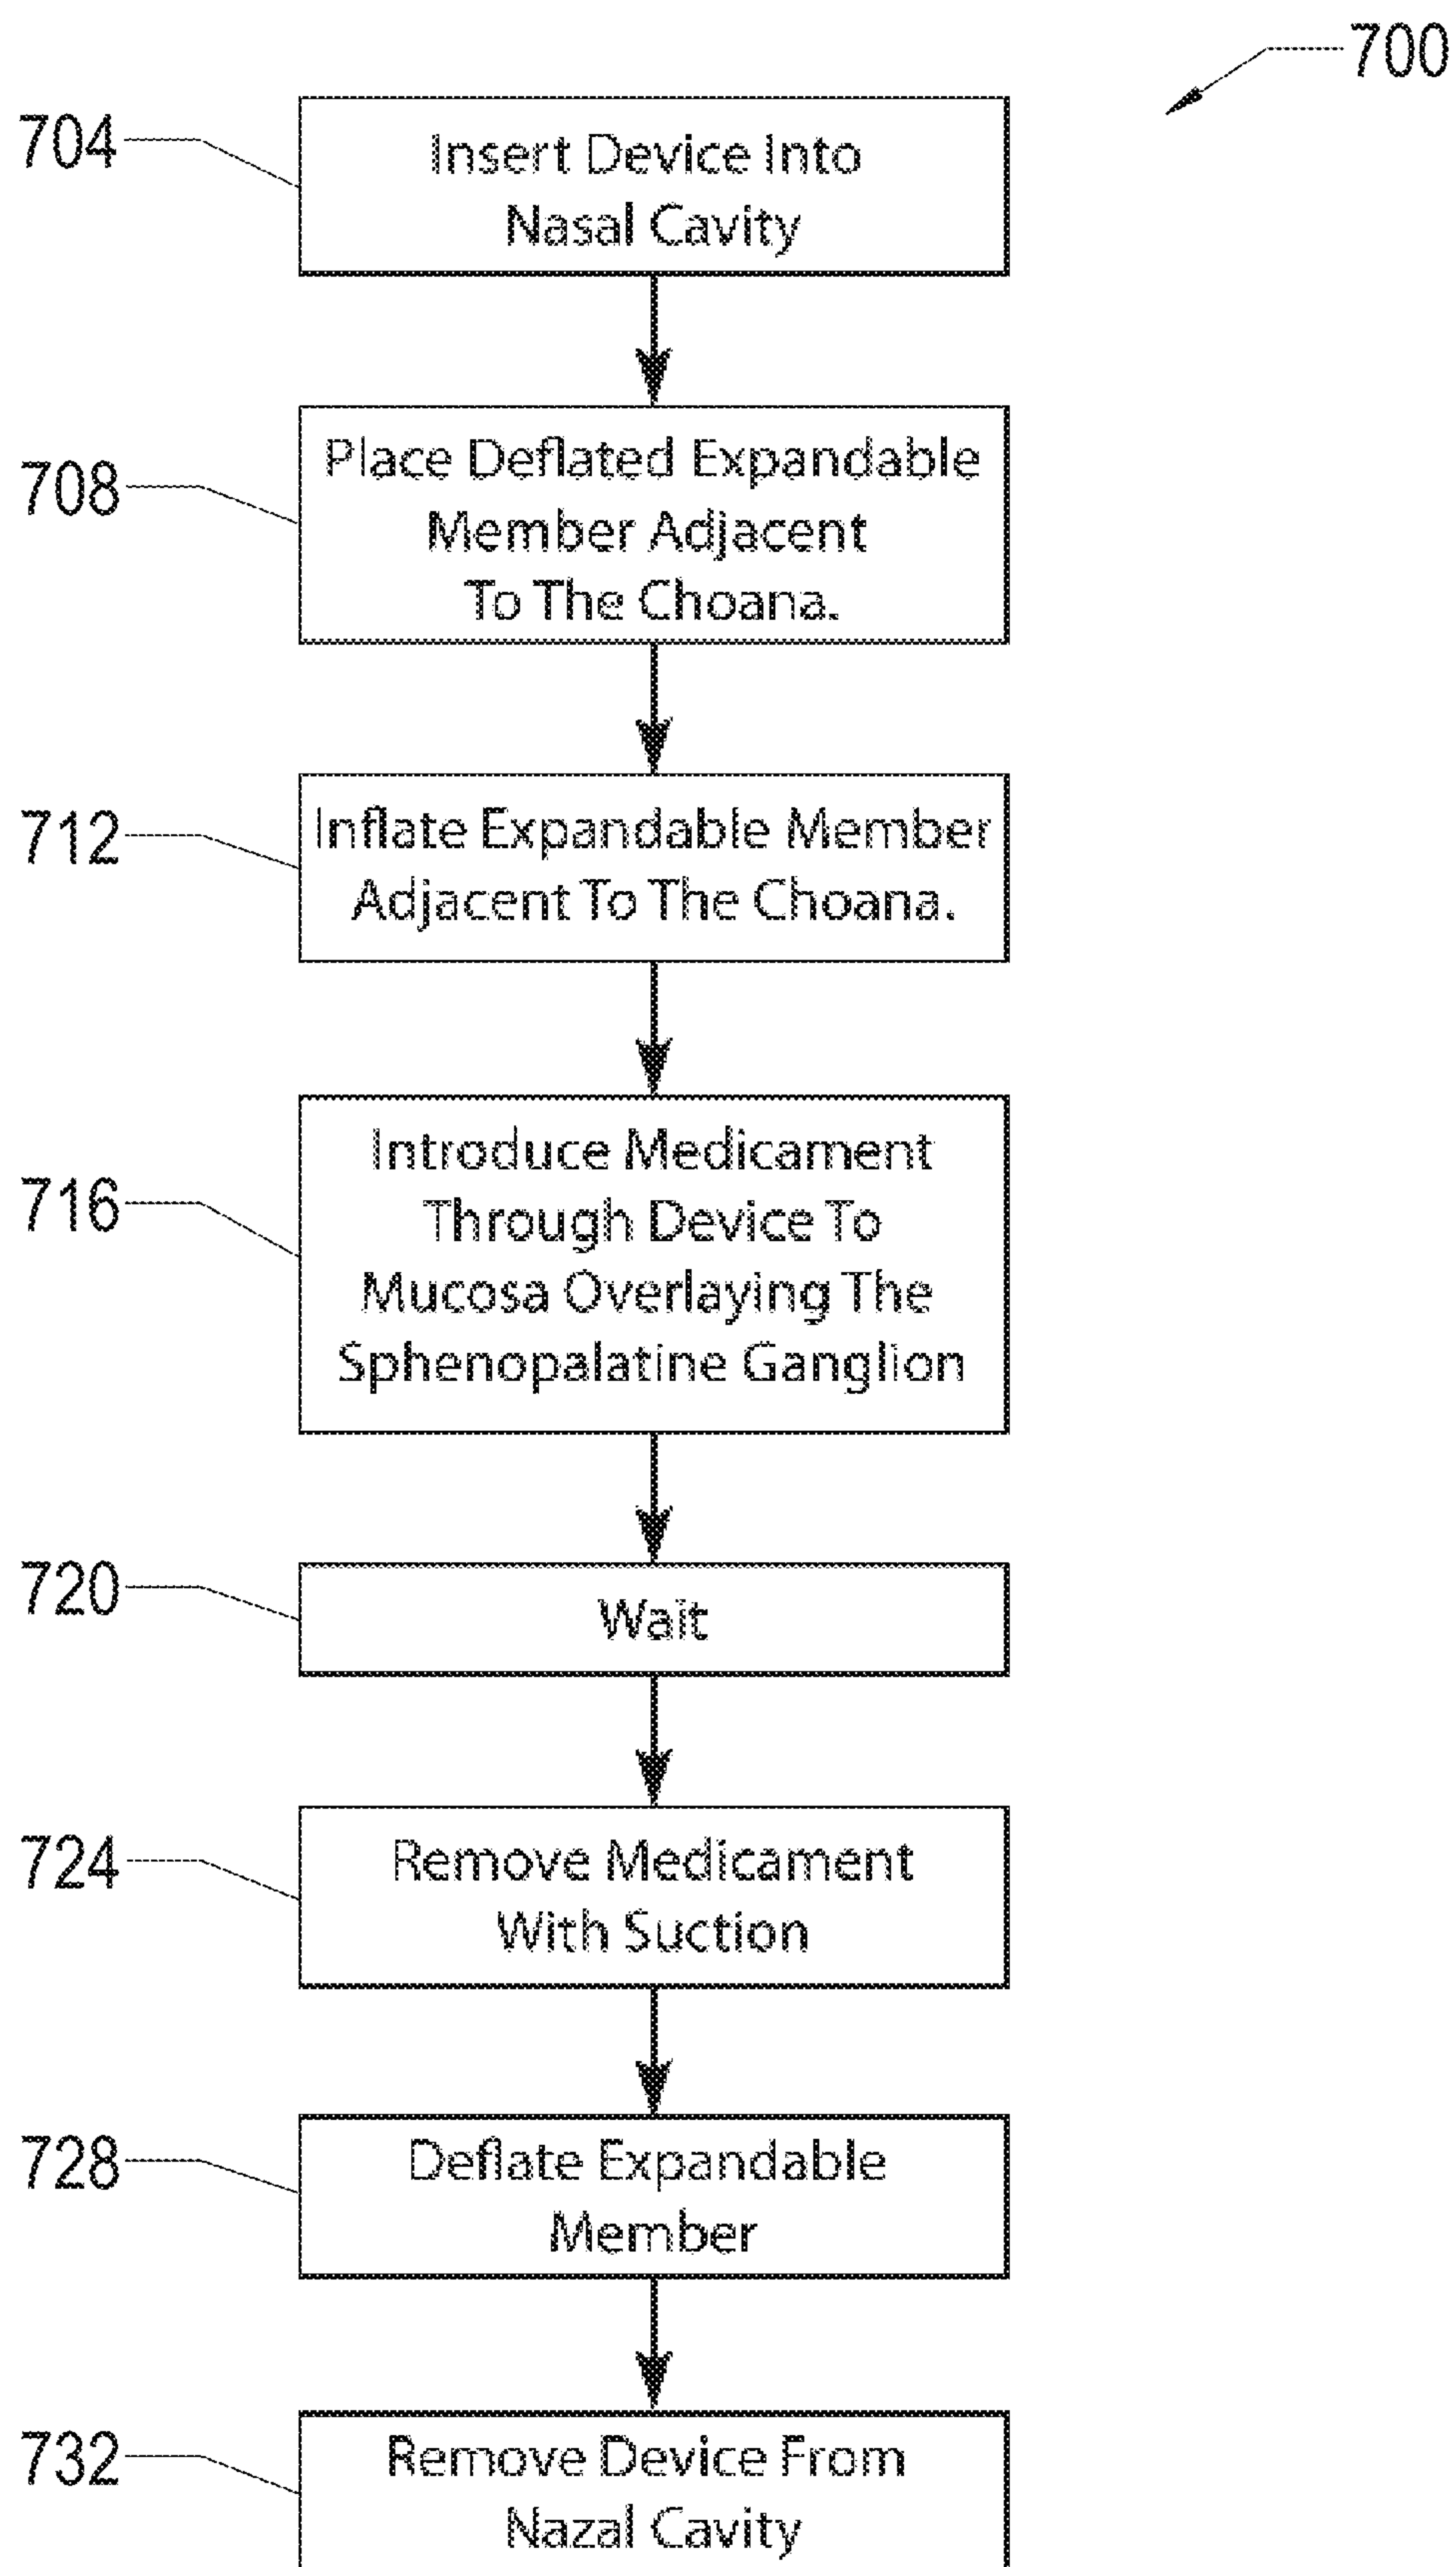 700
704
Insert Device Into
Nasal Cavity
708
Place Deflated Expandable
Member Adjacent
To The Choana.
712
Inflate Expandable Member
Adjacent To The Choana.
716
Introduce Medicament
Through Device To
Mucosa Overlaying The
Sphenopalatine Ganglion
720
Wait
724
Remove Medicament
With Suction
728
Deflate Expandable
Member
732
Remove Device From
Nazal Cavity